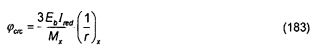 φ_crc = (3 E_b I_red / M_x) (1/r)_x (183)